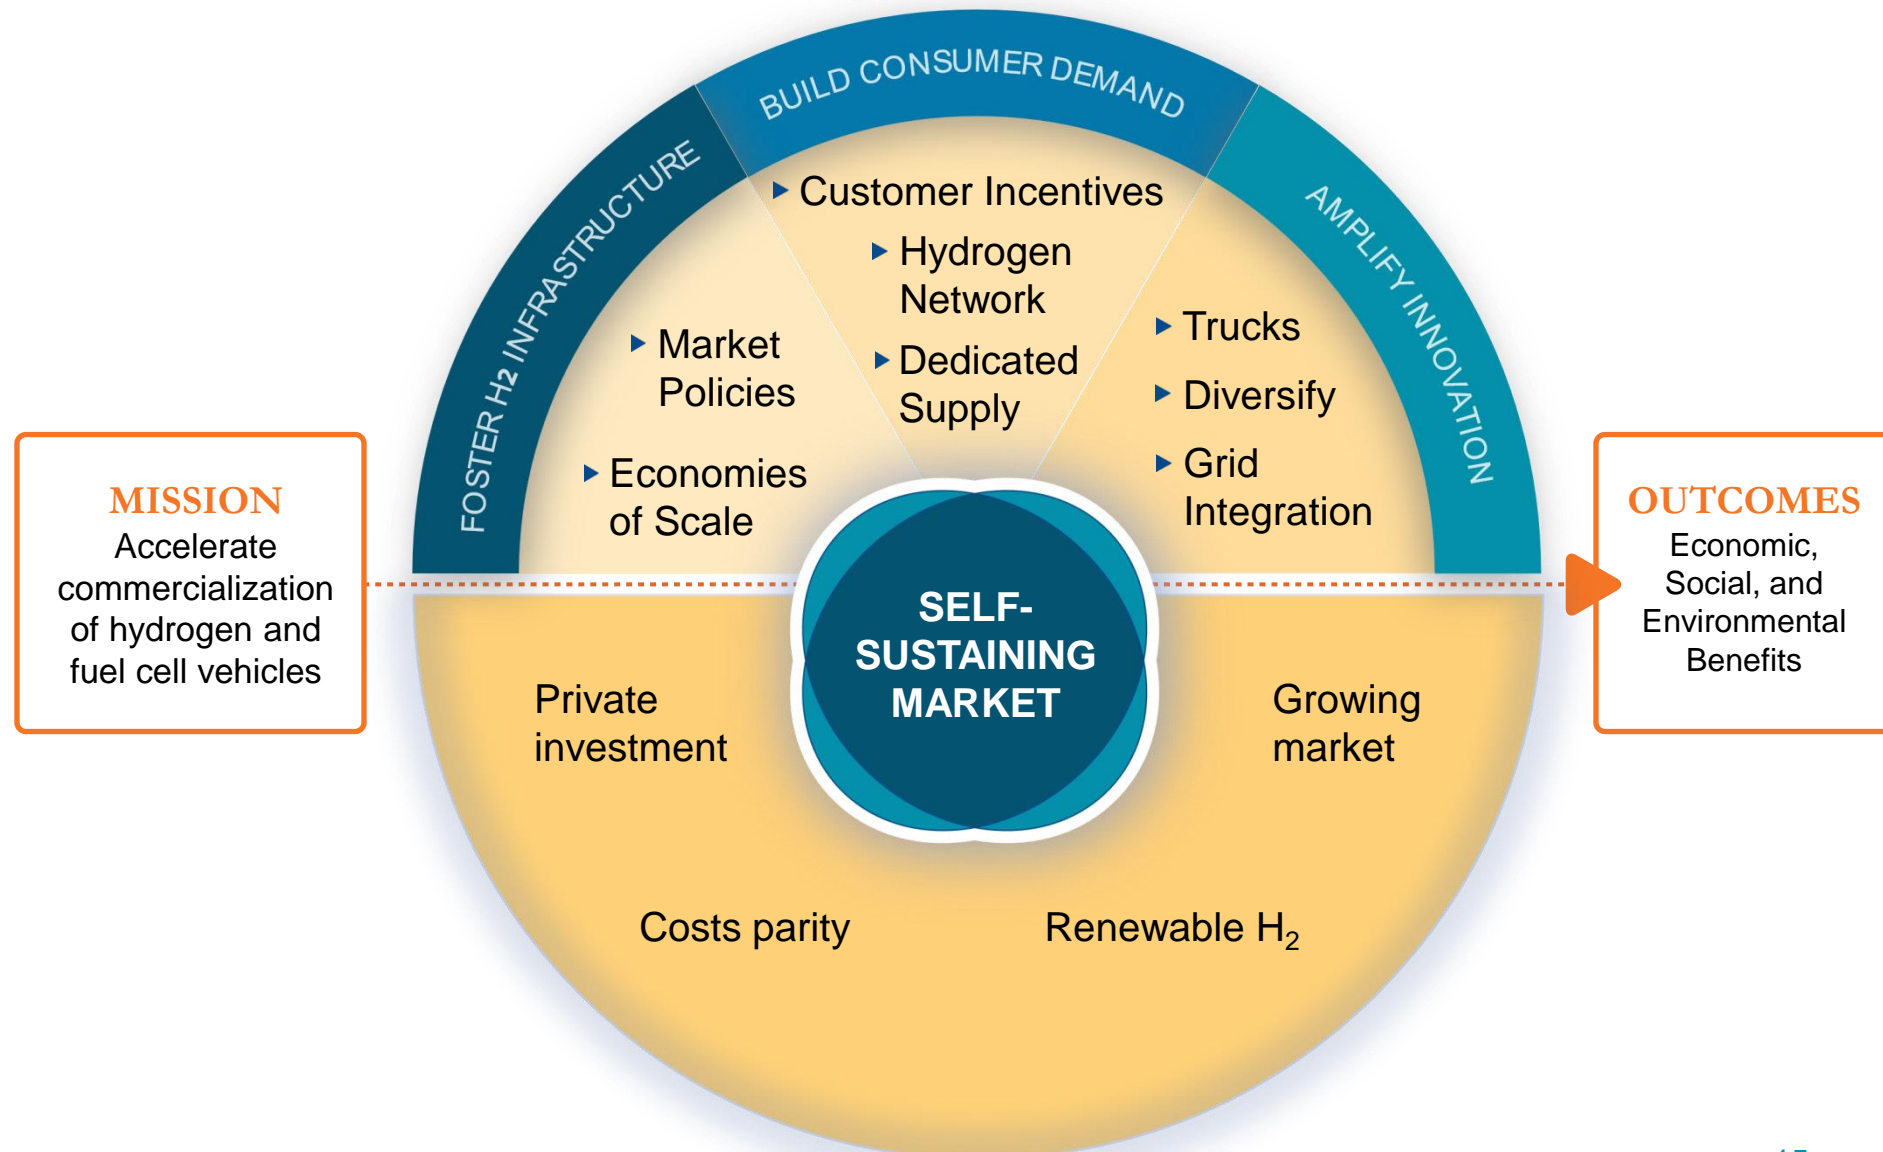 BUILD CONSUMER DEMAND
FOSTER H2 INFRASTRUCTURE
AMPLIFY INNOVATION
Customer Incentives
Hydrogen
Network
Dedicated
Supply
Market
Policies
Economies
of Scale
Trucks
Diversify
Grid
Integration
MISSION
Accelerate
commercialization
of hydrogen and
fuel cell vehicles
SELF-
SUSTAINING
MARKET
OUTCOMES
Economic,
Social, and
Environmental
Benefits
Private
investment
Growing
market
Costs parity
Renewable H₂